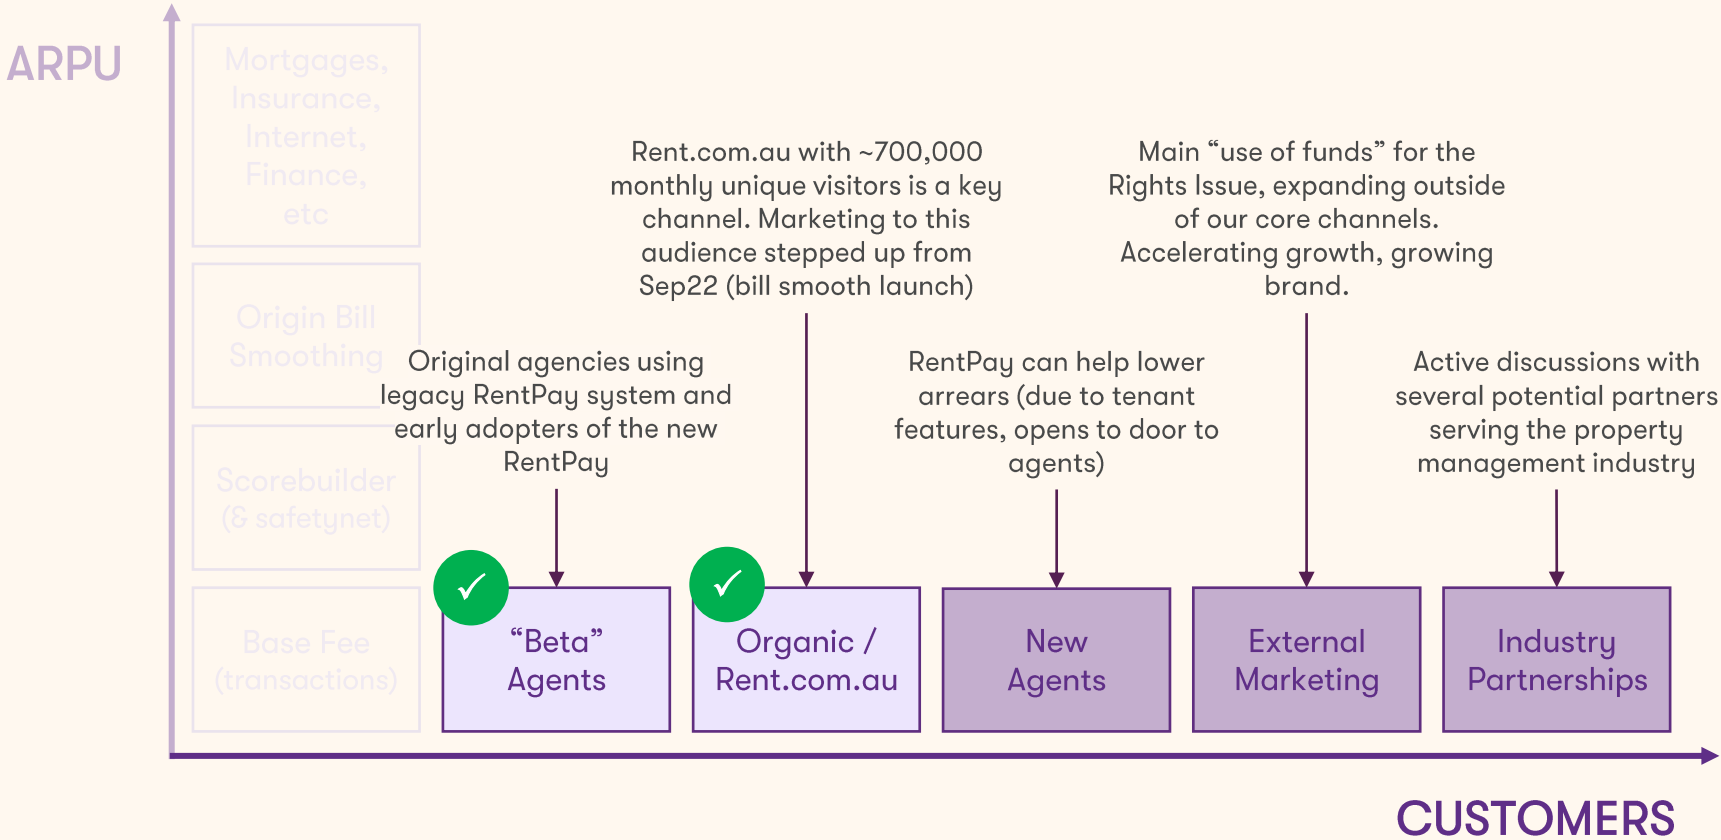 ARPU
Mortgages,
Insurance,
Internet,
Finance,
etc
Origin Bill
Smoothing
Scorebuilder
(& safetynet)
Base Fee
(transactions)
Original agencies using
legacy RentPay system and
early adopters of the new
RentPay
Rent.com.au with ~700,000
monthly unique visitors is a key
channel. Marketing to this
audience stepped up from
Sep22 (bill smooth launch)
RentPay can help lower
arrears (due to tenant
features, opens to door to
agents)
Main “use of funds” for the
Rights Issue, expanding outside
of our core channels.
Accelerating growth, growing
brand.
Active discussions with
several potential partners
serving the property
management industry
“Beta”
Agents
Organic /
Rent.com.au
New
Agents
External
Marketing
Industry
Partnerships
CUSTOMERS